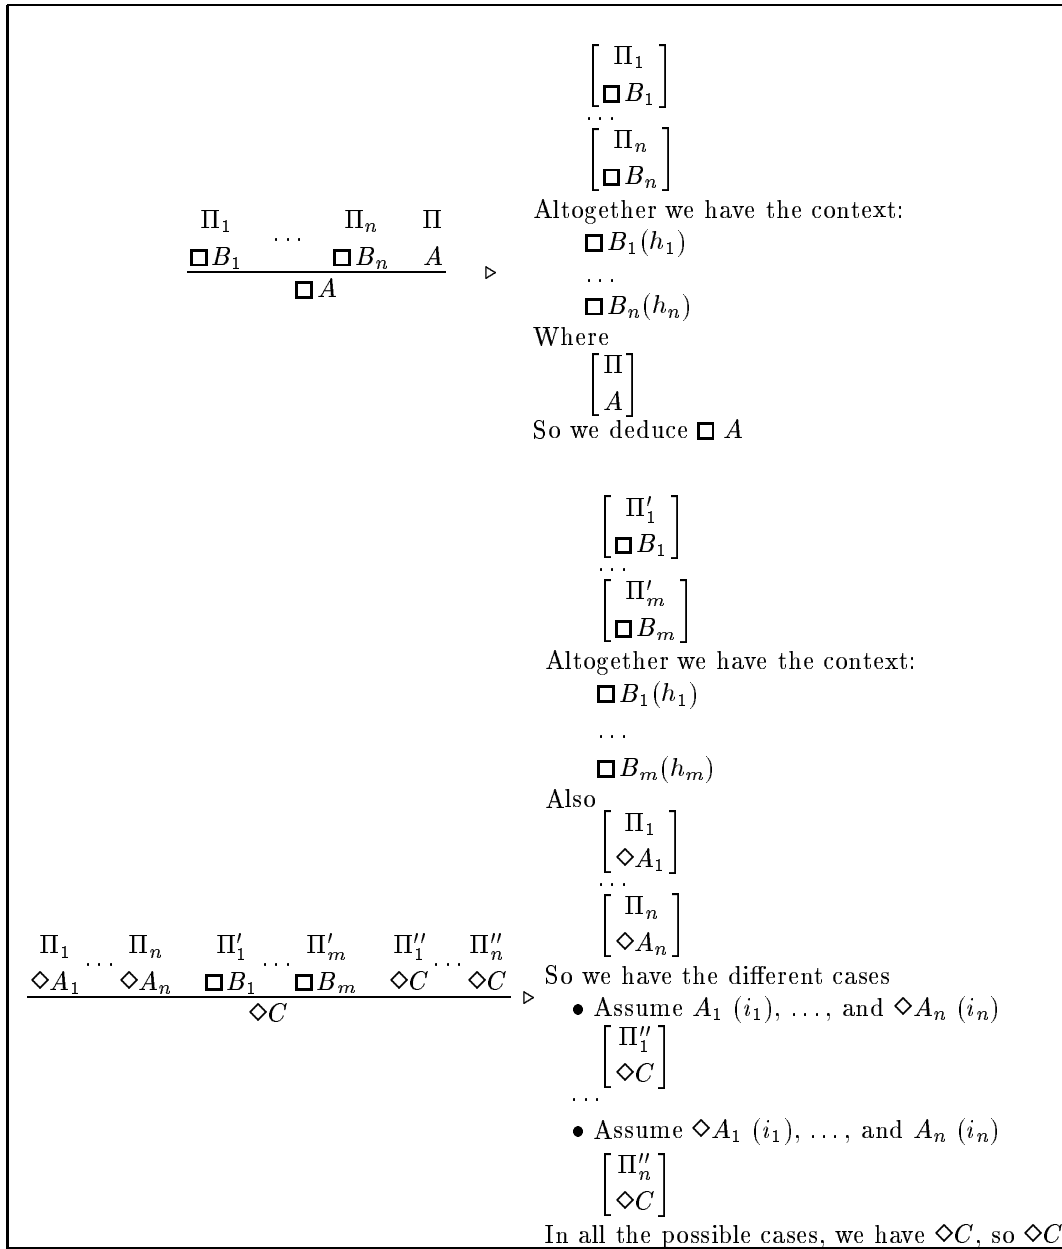 Π₁
□B₁
. . .
Πₙ
□Bₙ
Altogether we have the context:
□B₁(h₁)
. . .
□Bₙ(hₙ)
Where
Π
A
So we deduce □ A
Π₁ . . . Πₙ Π
□B₁ □Bₙ A
□A
▷
Π′₁
□B₁
. . .
Π′ₘ
□Bₘ
Altogether we have the context:
□B₁(h₁)
. . .
□Bₘ(hₘ)
Also
Π₁
◇A₁
. . .
Πₙ
◇Aₙ
So we have the different cases
• Assume A₁ (i₁), . . . , and ◇Aₙ (iₙ)
Π″₁
◇C
. . .
• Assume ◇A₁ (i₁), . . . , and Aₙ (iₙ)
Π″ₙ
◇C
In all the possible cases, we have ◇C, so ◇C
Π₁ . . . Πₙ Π′₁ . . . Π′ₘ Π″₁ . . . Π″ₙ
◇A₁ ◇Aₙ □B₁ □Bₘ ◇C ◇C
◇C
▷